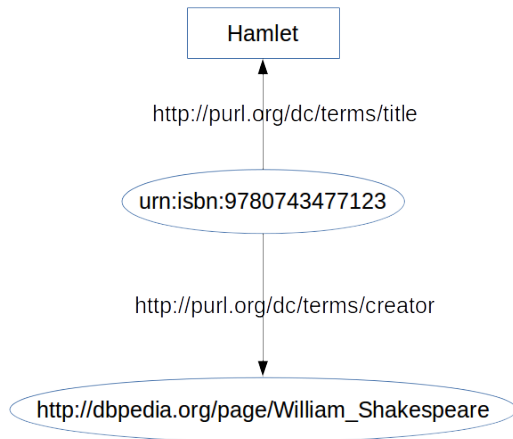 Hamlet
http://purl.org/dc/terms/title
urn:isbn:9780743477123
http://purl.org/dc/terms/creator
http://dbpedia.org/page/William_Shakespeare